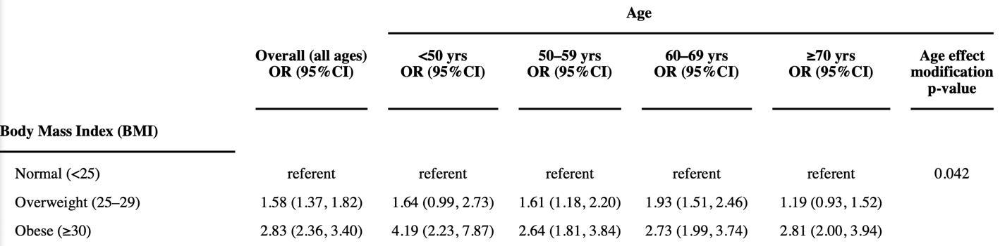 Age
Overall (all ages) <50 yrs 50–59 yrs 60–69 yrs ≥70 yrs Age effect
OR (95%CI) OR (95%CI) OR (95%CI) OR (95%CI) OR (95%CI) modification
p-value
Body Mass Index (BMI)
Normal (<25) referent referent referent referent referent 0.042
Overweight (25–29) 1.58 (1.37, 1.82) 1.64 (0.99, 2.73) 1.61 (1.18, 2.20) 1.93 (1.51, 2.46) 1.19 (0.93, 1.52)
Obese (≥30) 2.83 (2.36, 3.40) 4.19 (2.23, 7.87) 2.64 (1.81, 3.84) 2.73 (1.99, 3.74) 2.81 (2.00, 3.94)